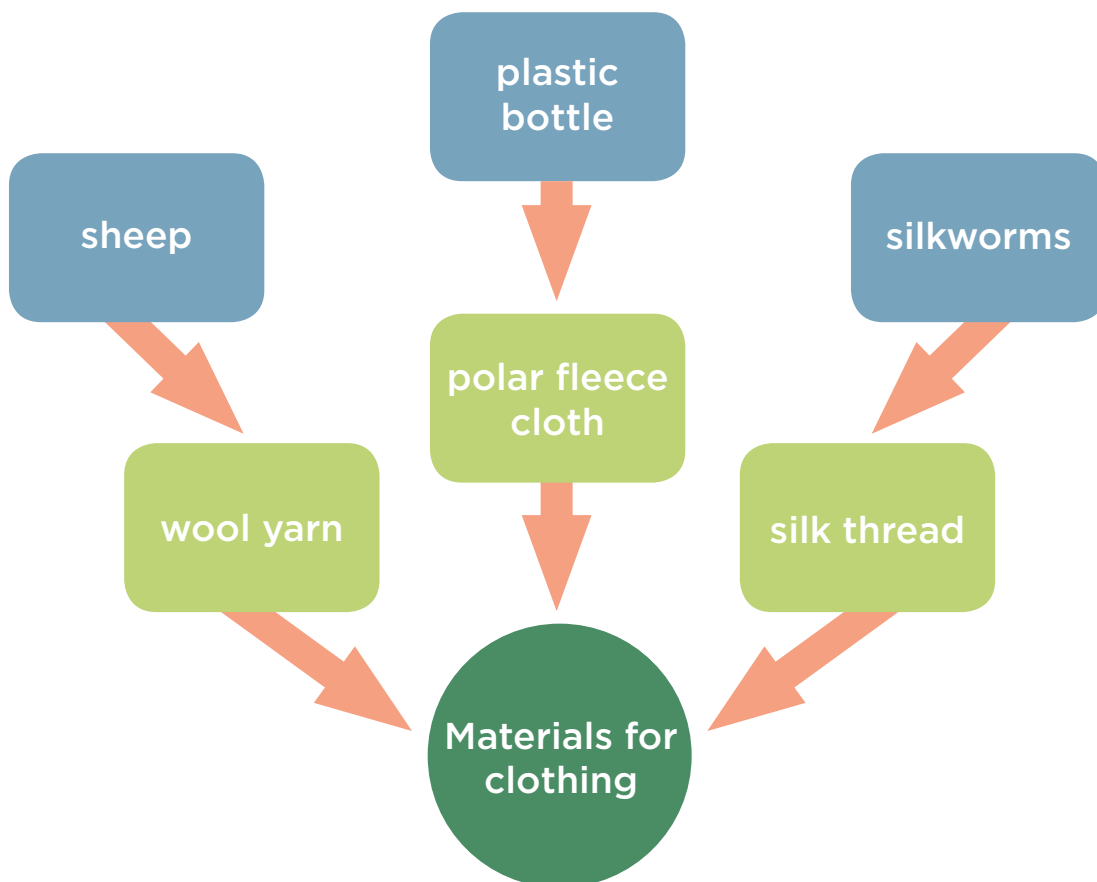 plastic
bottle
sheep
silkworms
polar fleece
cloth
wool yarn
silk thread
Materials for
clothing